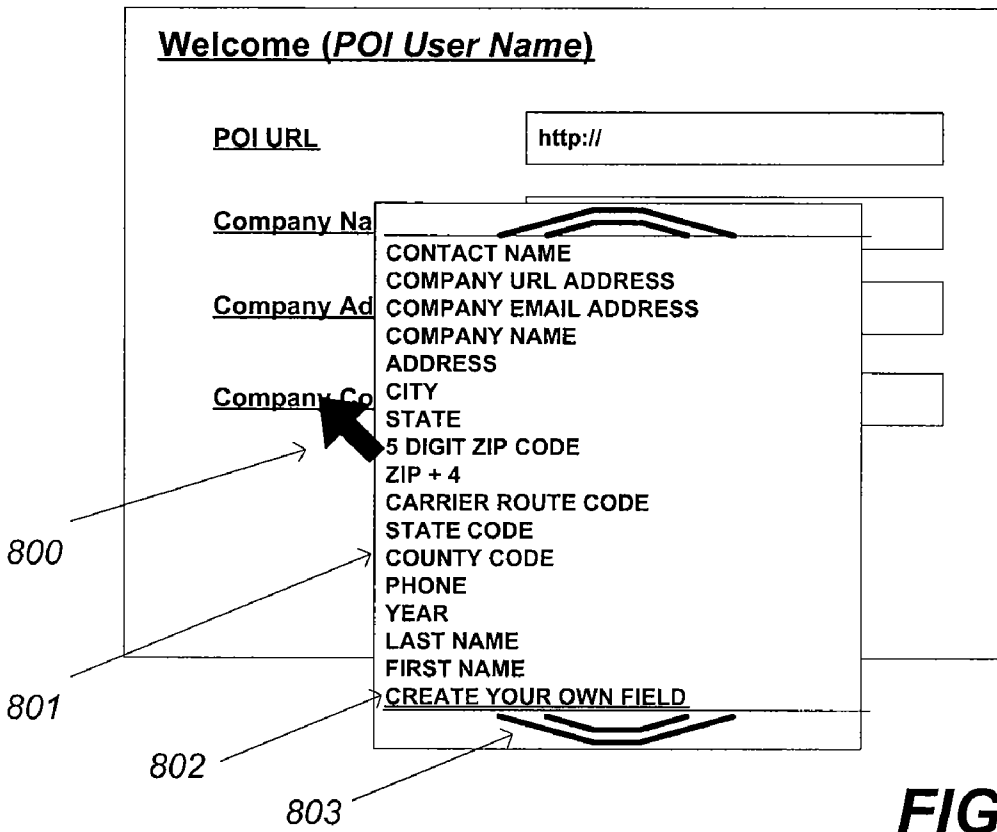 Welcome (POI User Name)
POI URL
http://
Company Na
CONTACT NAME
COMPANY URL ADDRESS
Company Ad
COMPANY EMAIL ADDRESS
COMPANY NAME
ADDRESS
Company Co
CITY
STATE
5 DIGIT ZIP CODE
ZIP + 4
CARRIER ROUTE CODE
STATE CODE
800
COUNTY CODE
PHONE
YEAR
LAST NAME
FIRST NAME
801
CREATE YOUR OWN FIELD
802
803
FIG